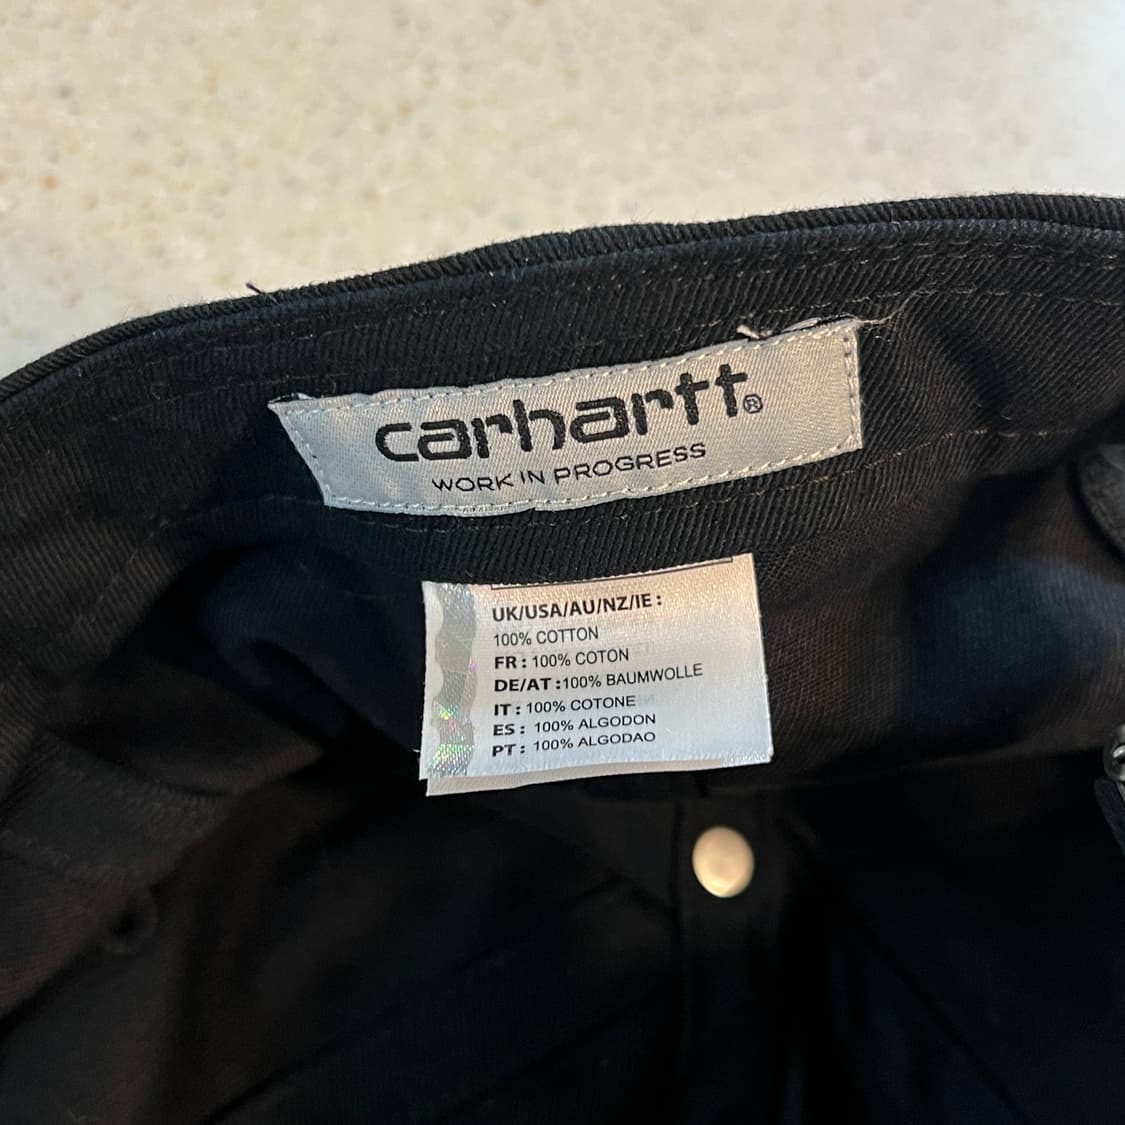 carhartt®
WORK IN PROGRESS
UK/USA/AU/NZ/IE :
100% COTTON
FR : 100% COTON
DE/AT :100% BAUMWOLLE
IT : 100% COTONE
ES : 100% ALGODON
PT : 100% ALGODAO